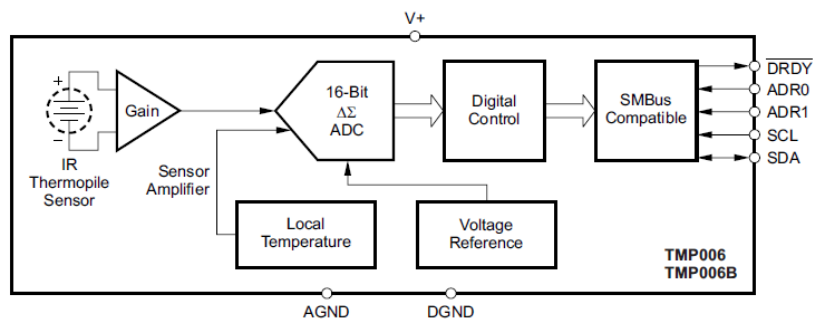 V+
+
−
IR
Thermopile
Sensor
Gain
Sensor
Amplifier
16-Bit
ΔΣ
ADC
Digital
Control
SMBus
Compatible
DRDY
ADR0
ADR1
SCL
SDA
Local
Temperature
Voltage
Reference
TMP006
TMP006B
AGND
DGND